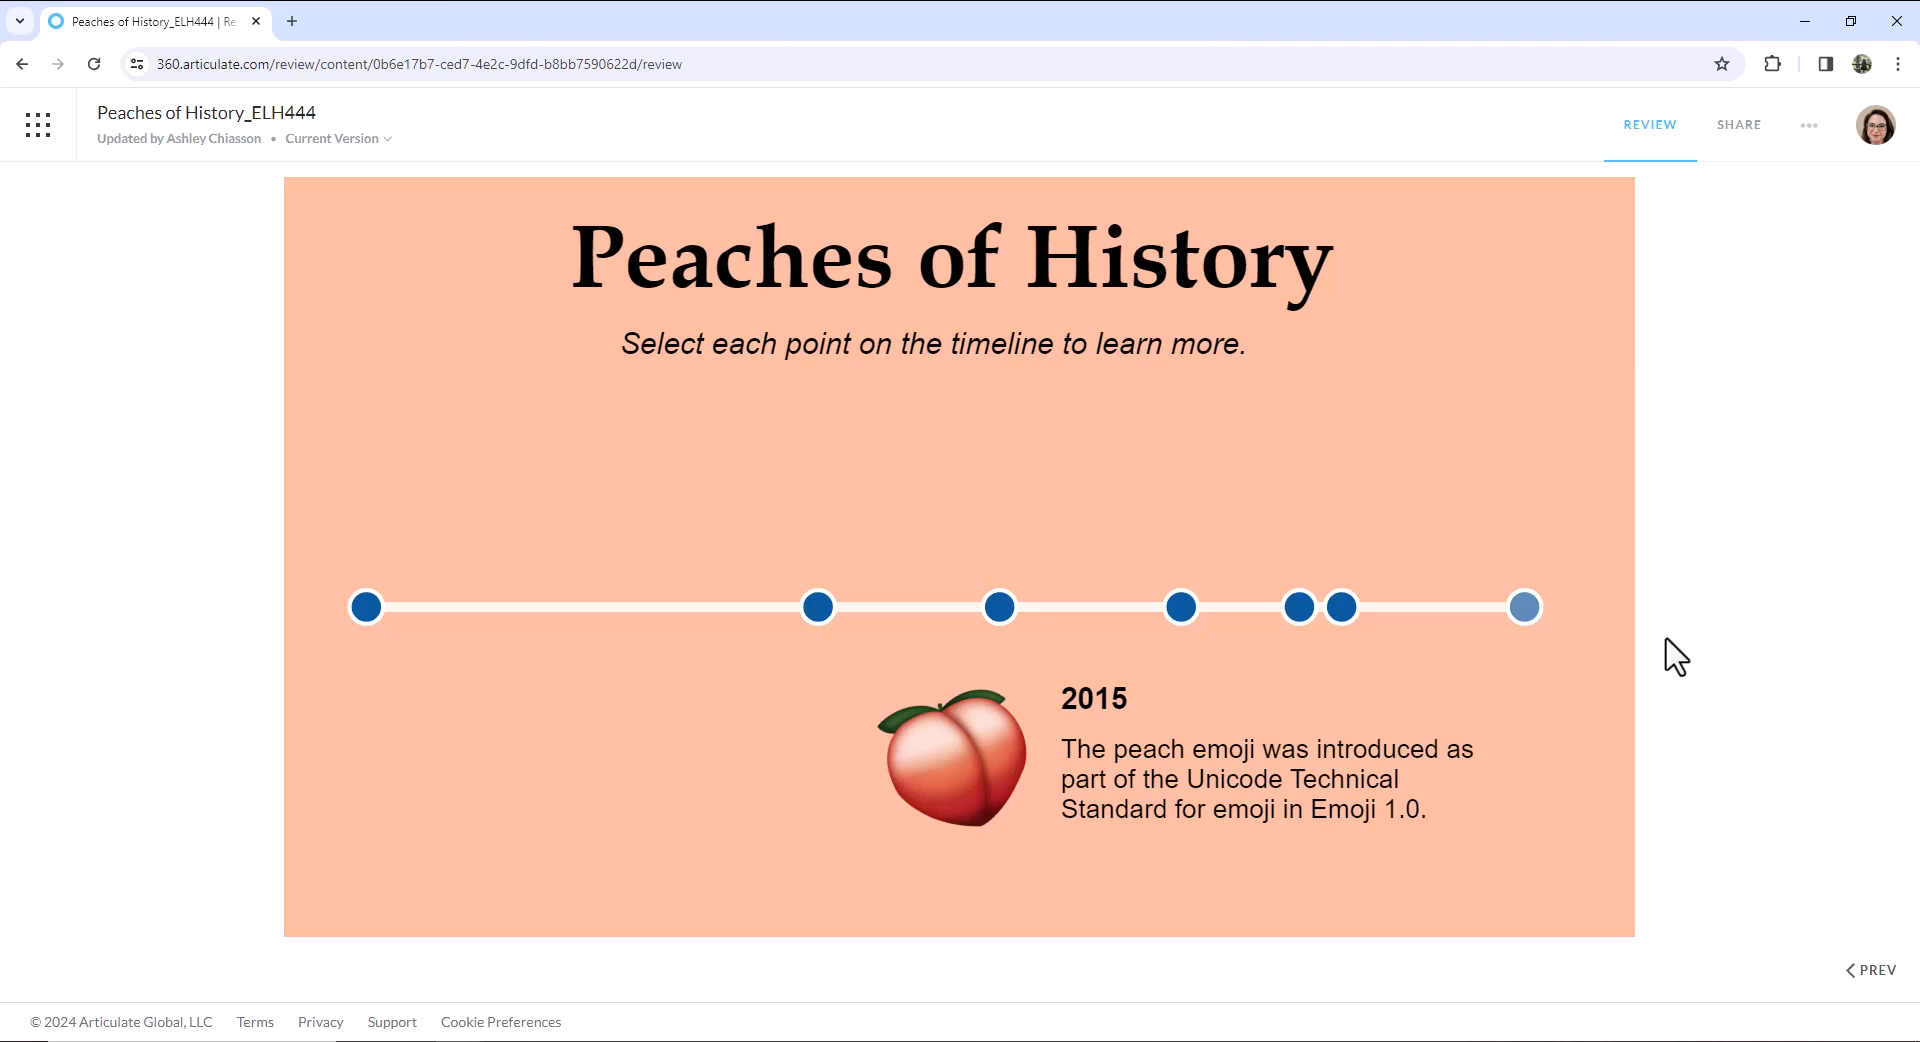 Peaches of History_ELH444 | Re
360.articulate.com/review/content/0b6e17b7-ced7-4e2c-9dfd-b8bb7590622d/review
Peaches of History_ELH444
Updated by Ashley Chiasson • Current Version
REVIEW
SHARE
Peaches of History
Select each point on the timeline to learn more.
2015
The peach emoji was introduced as
part of the Unicode Technical
Standard for emoji in Emoji 1.0.
PREV
© 2024 Articulate Global, LLC Terms Privacy Support Cookie Preferences